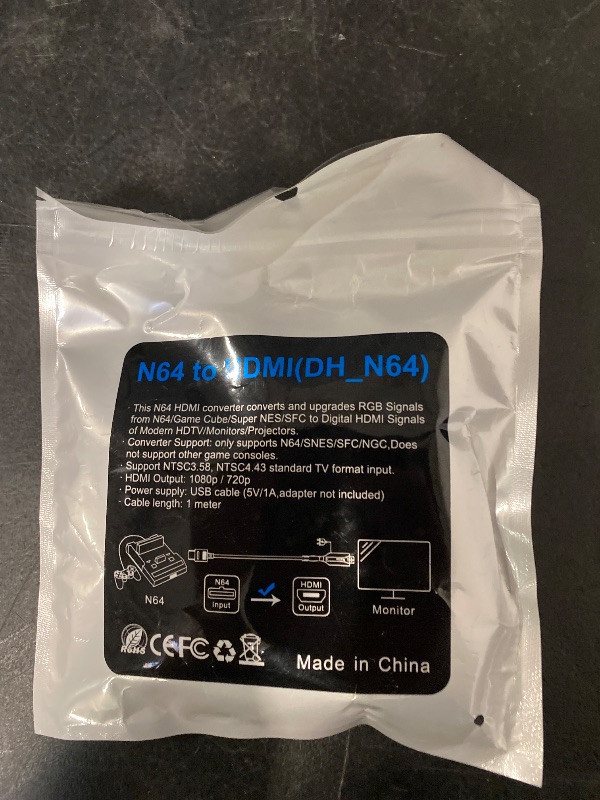 N64 to HDMI(DH_N64)
· This N64 HDMI converter converts and upgrades RGB Signals
from N64/Game Cube/Super NES/SFC to Digital HDMI Signals
of Modern HDTV/Monitors/Projectors.
· Converter Support: only supports N64/SNES/SFC/NGC,Does
not support other game consoles.
· Support NTSC3.58, NTSC4.43 standard TV format input.
· HDMI Output: 1080p / 720p
· Power supply: USB cable (5V/1A,adapter not included)
· Cable length: 1 meter
N64
N64
Input
HDMI
Output
Monitor
RoHS CE FC
Made in China